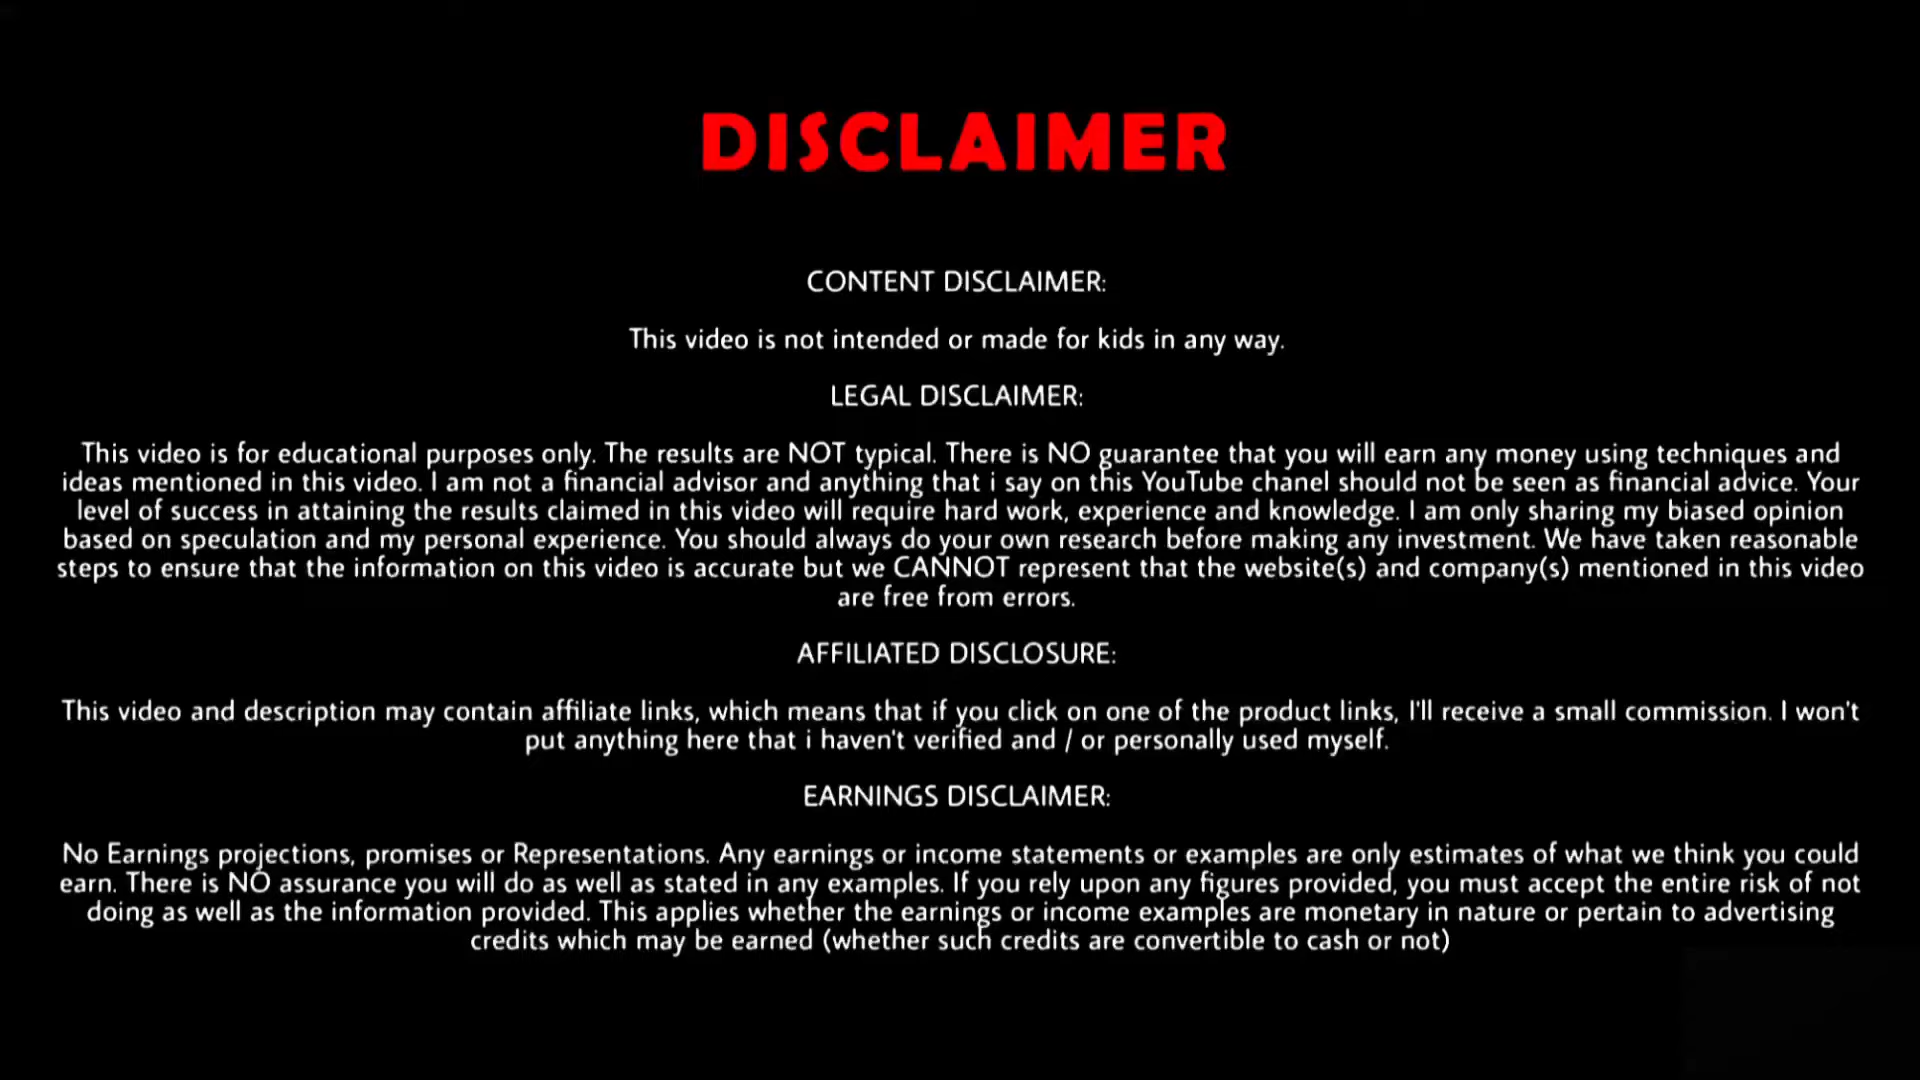 DISCLAIMER
CONTENT DISCLAIMER:
This video is not intended or made for kids in any way.
LEGAL DISCLAIMER:
This video is for educational purposes only. The results are NOT typical. There is NO guarantee that you will earn any money using techniques and
ideas mentioned in this video. I am not a financial advisor and anything that i say on this YouTube chanel should not be seen as financial advice. Your
level of success in attaining the results claimed in this video will require hard work, experience and knowledge. I am only sharing my biased opinion
based on speculation and my personal experience. You should always do your own research before making any investment. We have taken reasonable
steps to ensure that the information on this video is accurate but we CANNOT represent that the website(s) and company(s) mentioned in this video
are free from errors.
AFFILIATED DISCLOSURE:
This video and description may contain affiliate links, which means that if you click on one of the product links, I'll receive a small commission. I won't
put anything here that i haven't verified and / or personally used myself.
EARNINGS DISCLAIMER:
No Earnings projections, promises or Representations. Any earnings or income statements or examples are only estimates of what we think you could
earn. There is NO assurance you will do as well as stated in any examples. If you rely upon any figures provided, you must accept the entire risk of not
doing as well as the information provided. This applies whether the earnings or income examples are monetary in nature or pertain to advertising
credits which may be earned (whether such credits are convertible to cash or not)